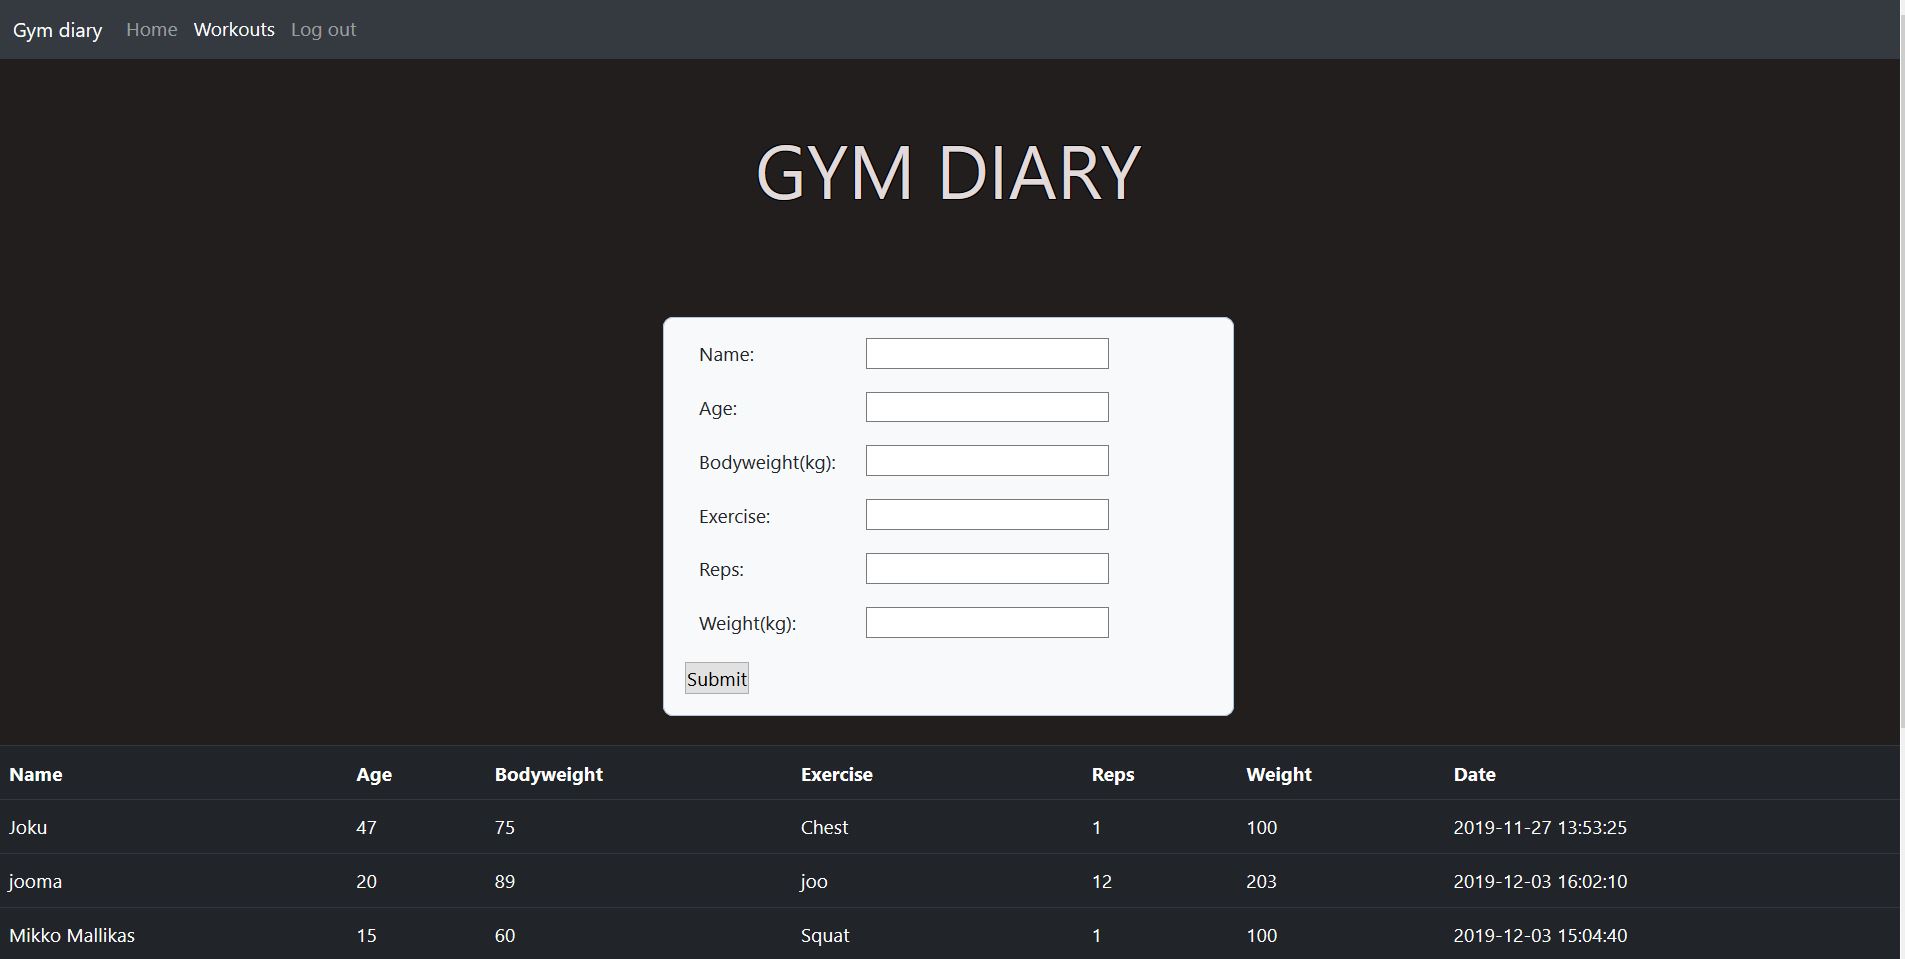 Gym diary Home Workouts Log out
GYM DIARY
Name:
Age:
Bodyweight(kg):
Exercise:
Reps:
Weight(kg):
Submit
Name Age Bodyweight Exercise Reps Weight Date
Joku 47 75 Chest 1 100 2019-11-27 13:53:25
jooma 20 89 joo 12 203 2019-12-03 16:02:10
Mikko Mallikas 15 60 Squat 1 100 2019-12-03 15:04:40